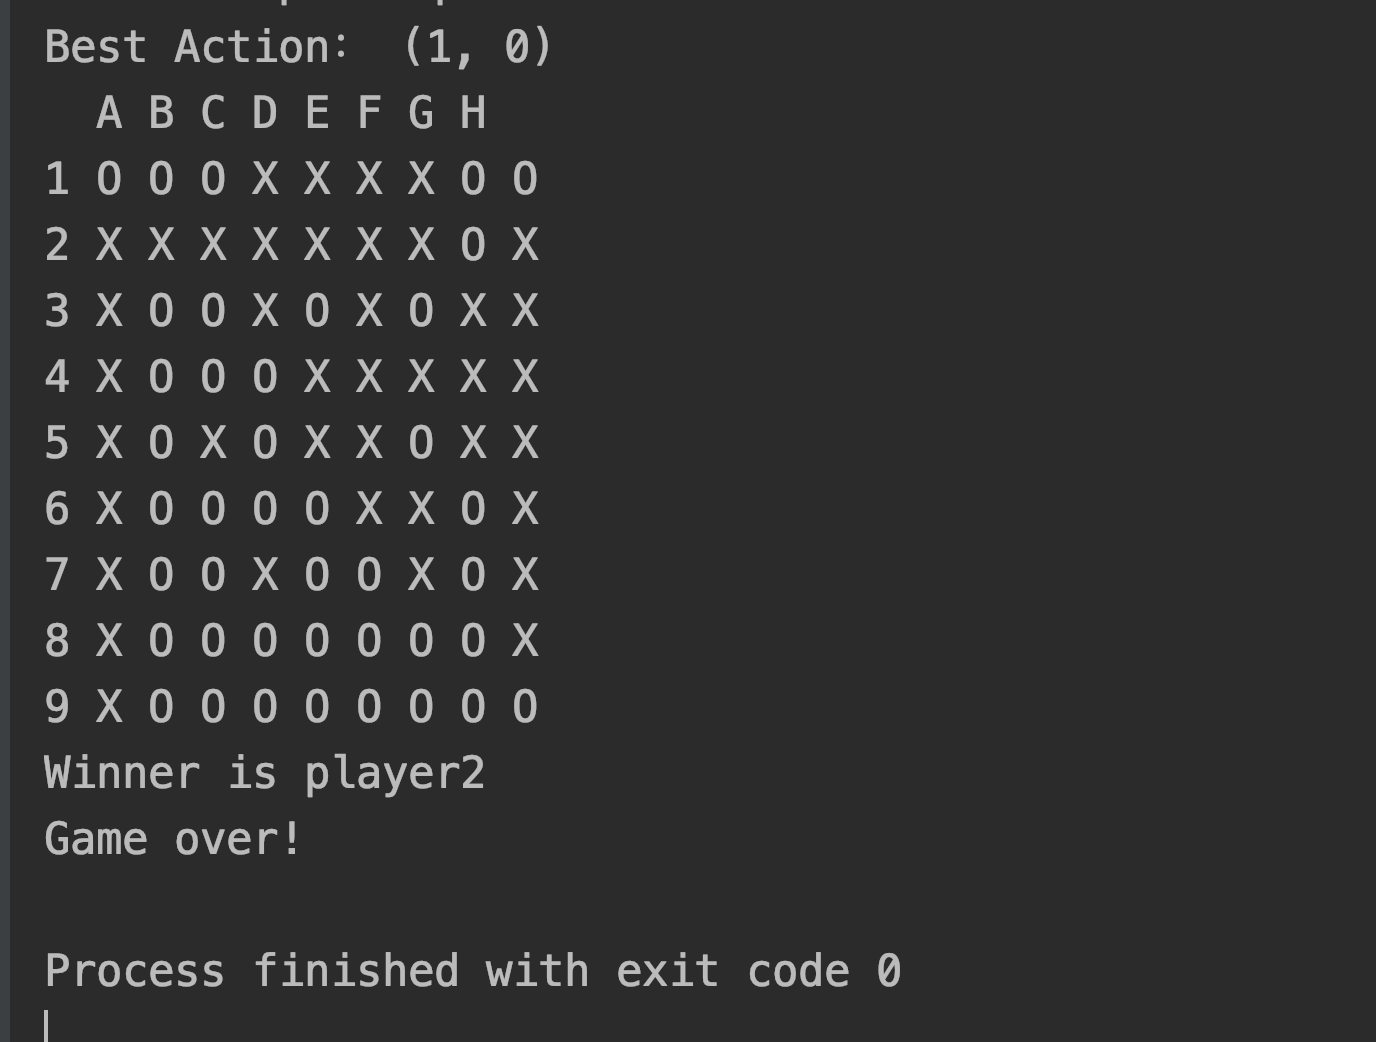 Best Action:  (1, 0)
  A B C D E F G H
1 O O O X X X X O O
2 X X X X X X X O X
3 X O O X O X O X X
4 X O O O X X X X X
5 X O X O X X O X X
6 X O O O O X X O X
7 X O O X O O X O X
8 X O O O O O O O X
9 X O O O O O O O O
Winner is player2
Game over!
Process finished with exit code 0